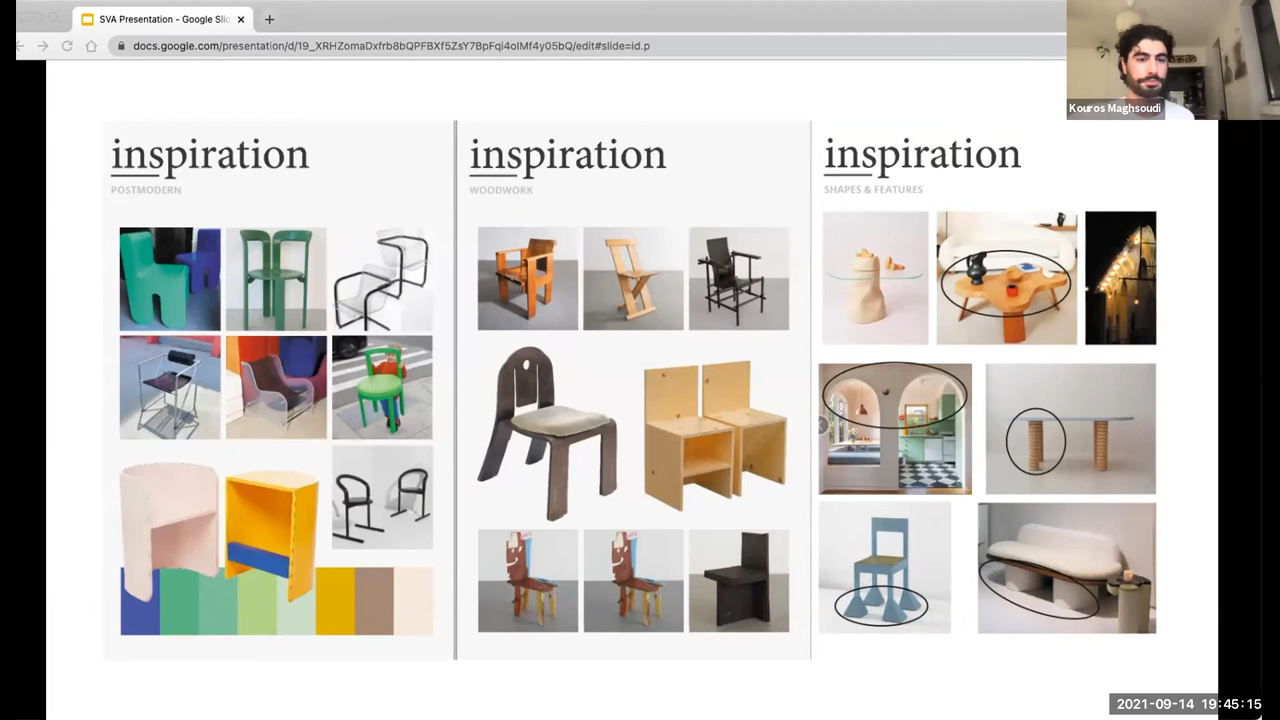 SVA Presentation - Google Slid
docs.google.com/presentation/d/19_XRHZomaDxfrb8bQPFBXf5ZsY7BpFqi4oIMf4y05bQ/edit#slide=id.p
Kouros Maghsoudi
inspiration
POSTMODERN
inspiration
WOODWORK
inspiration
SHAPES & FEATURES
2021-09-14 19:45:15